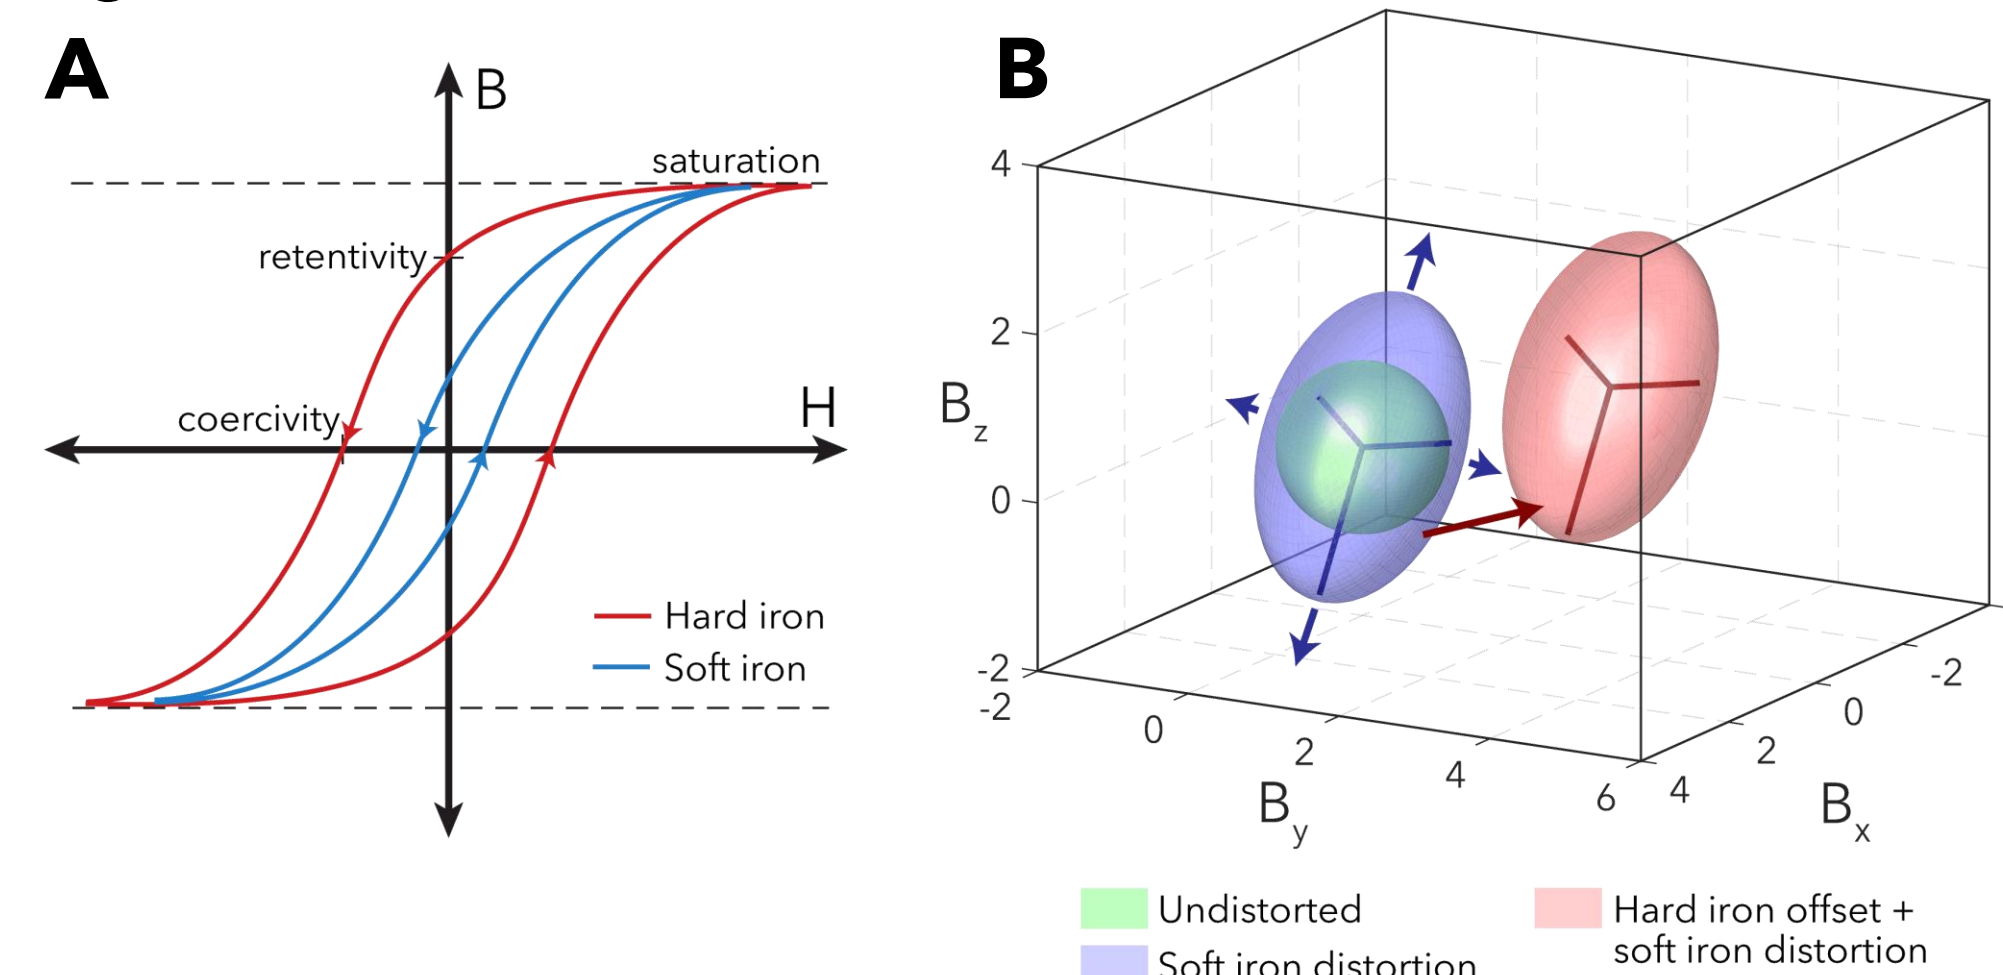 A
B
saturation
retentivity
H
coercivity
Hard iron
Soft iron
B
4
2
B
z
0
-2
-2
0
2
4
6
4
2
0
-2
B
y
B
x
Undistorted
Soft iron distortion
Hard iron offset +
soft iron distortion